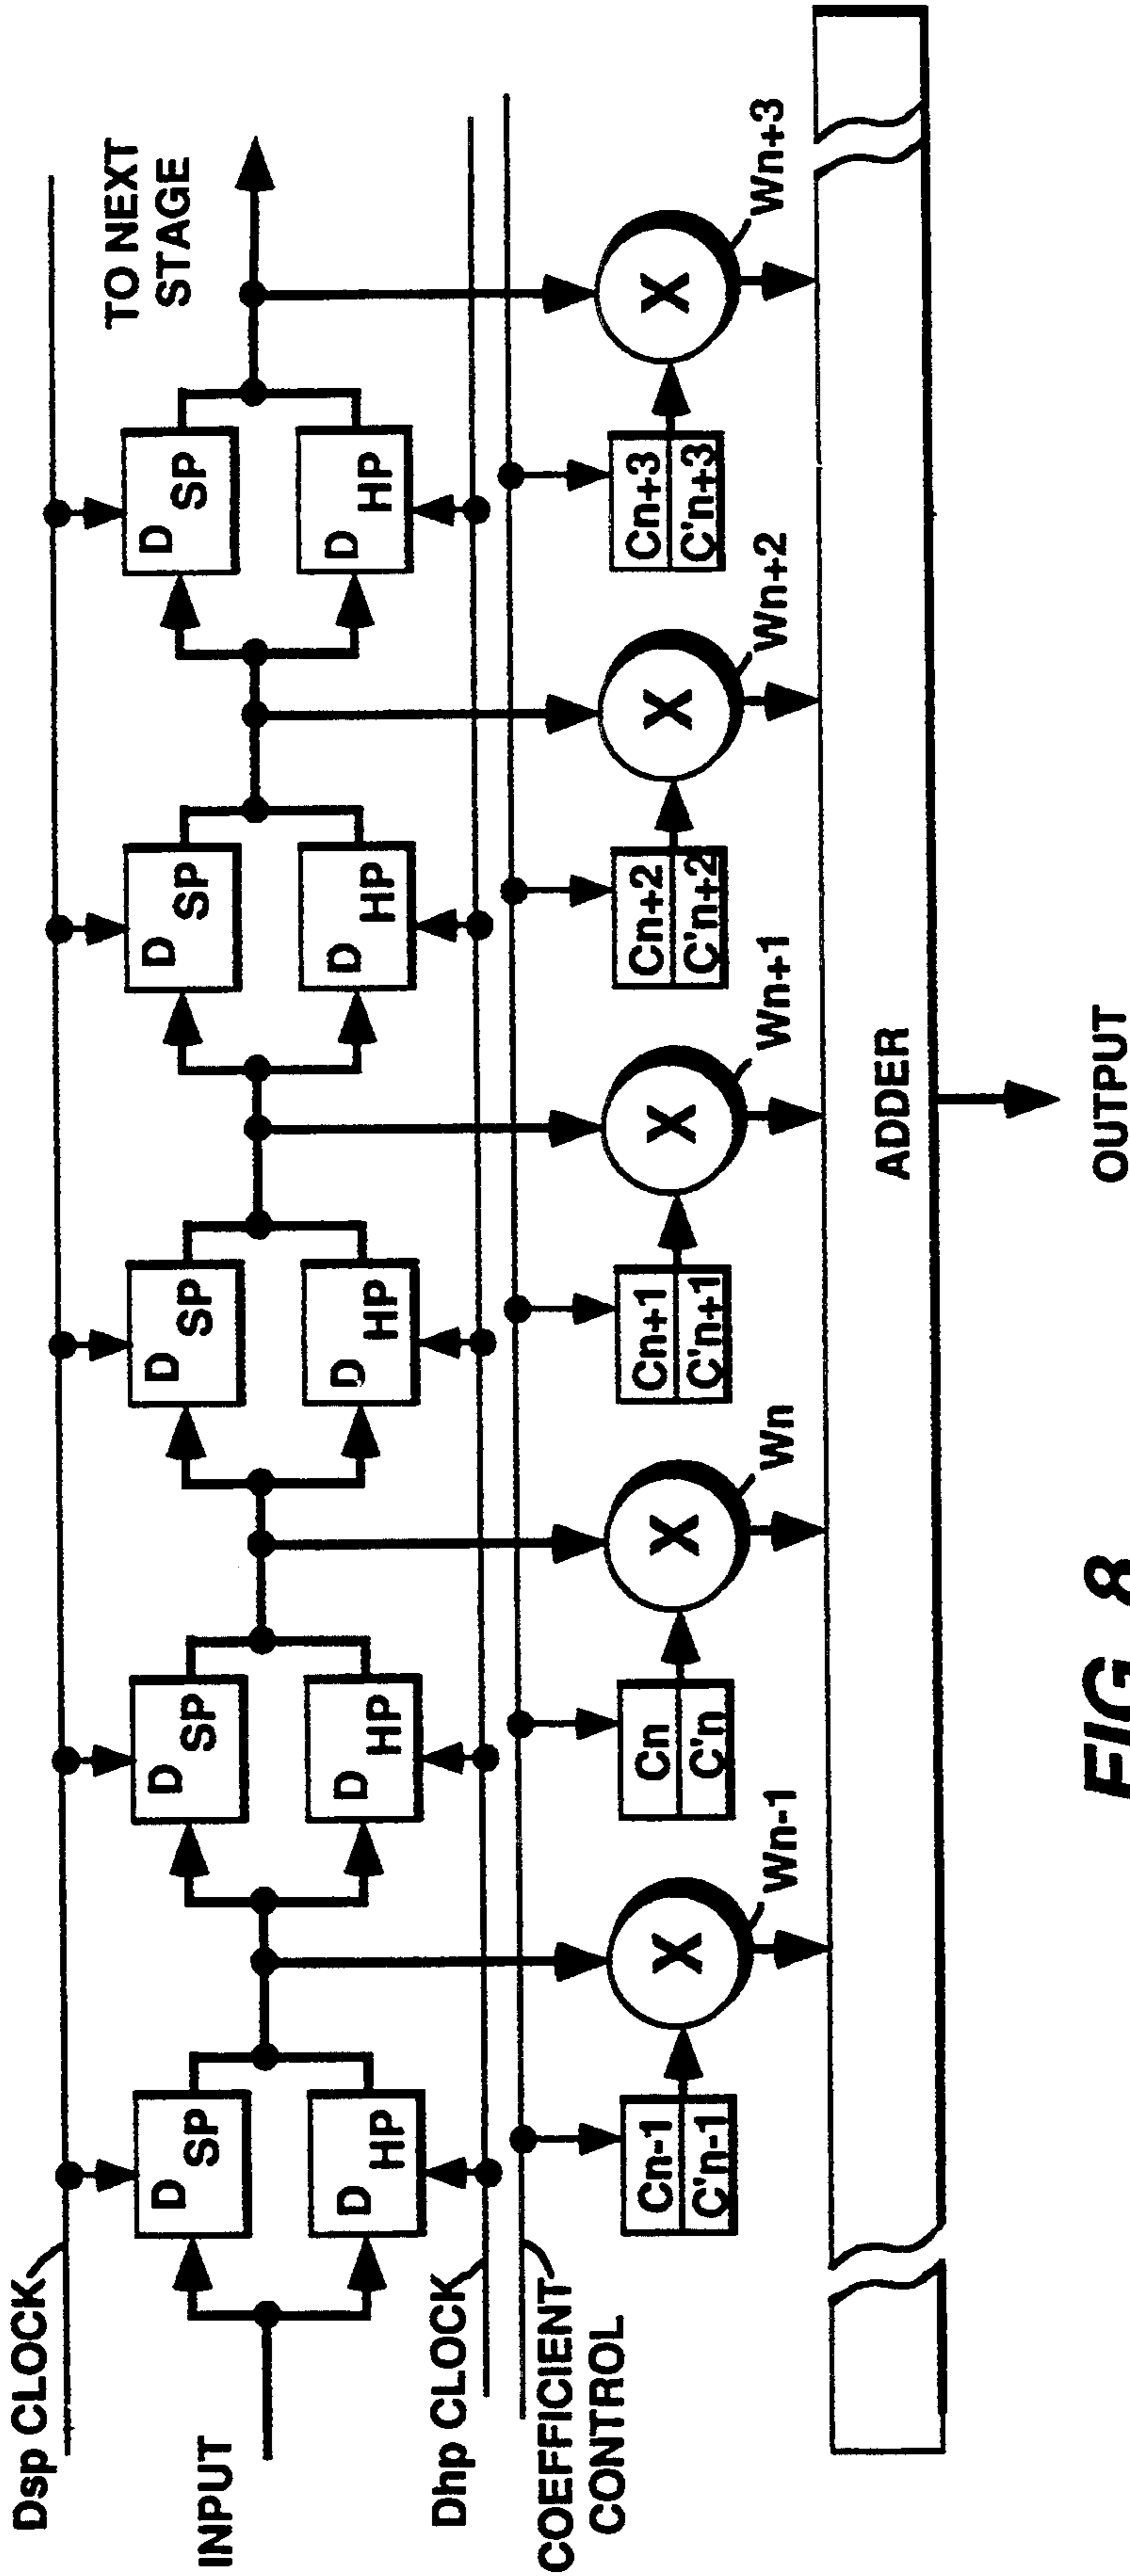 Dsp CLOCK
TO NEXT
STAGE
INPUT
D SP
D SP
D SP
D SP
D SP
D HP
D HP
D HP
D HP
D HP
Dhp CLOCK
COEFFICIENT
CONTROL
Cn-1
C'n-1
X
Wn-1
Cn
C'n
X
Wn
Cn+1
C'n+1
X
Wn+1
Cn+2
C'n+2
X
Wn+2
Cn+3
C'n+3
X
Wn+3
ADDER
OUTPUT
FIG_8